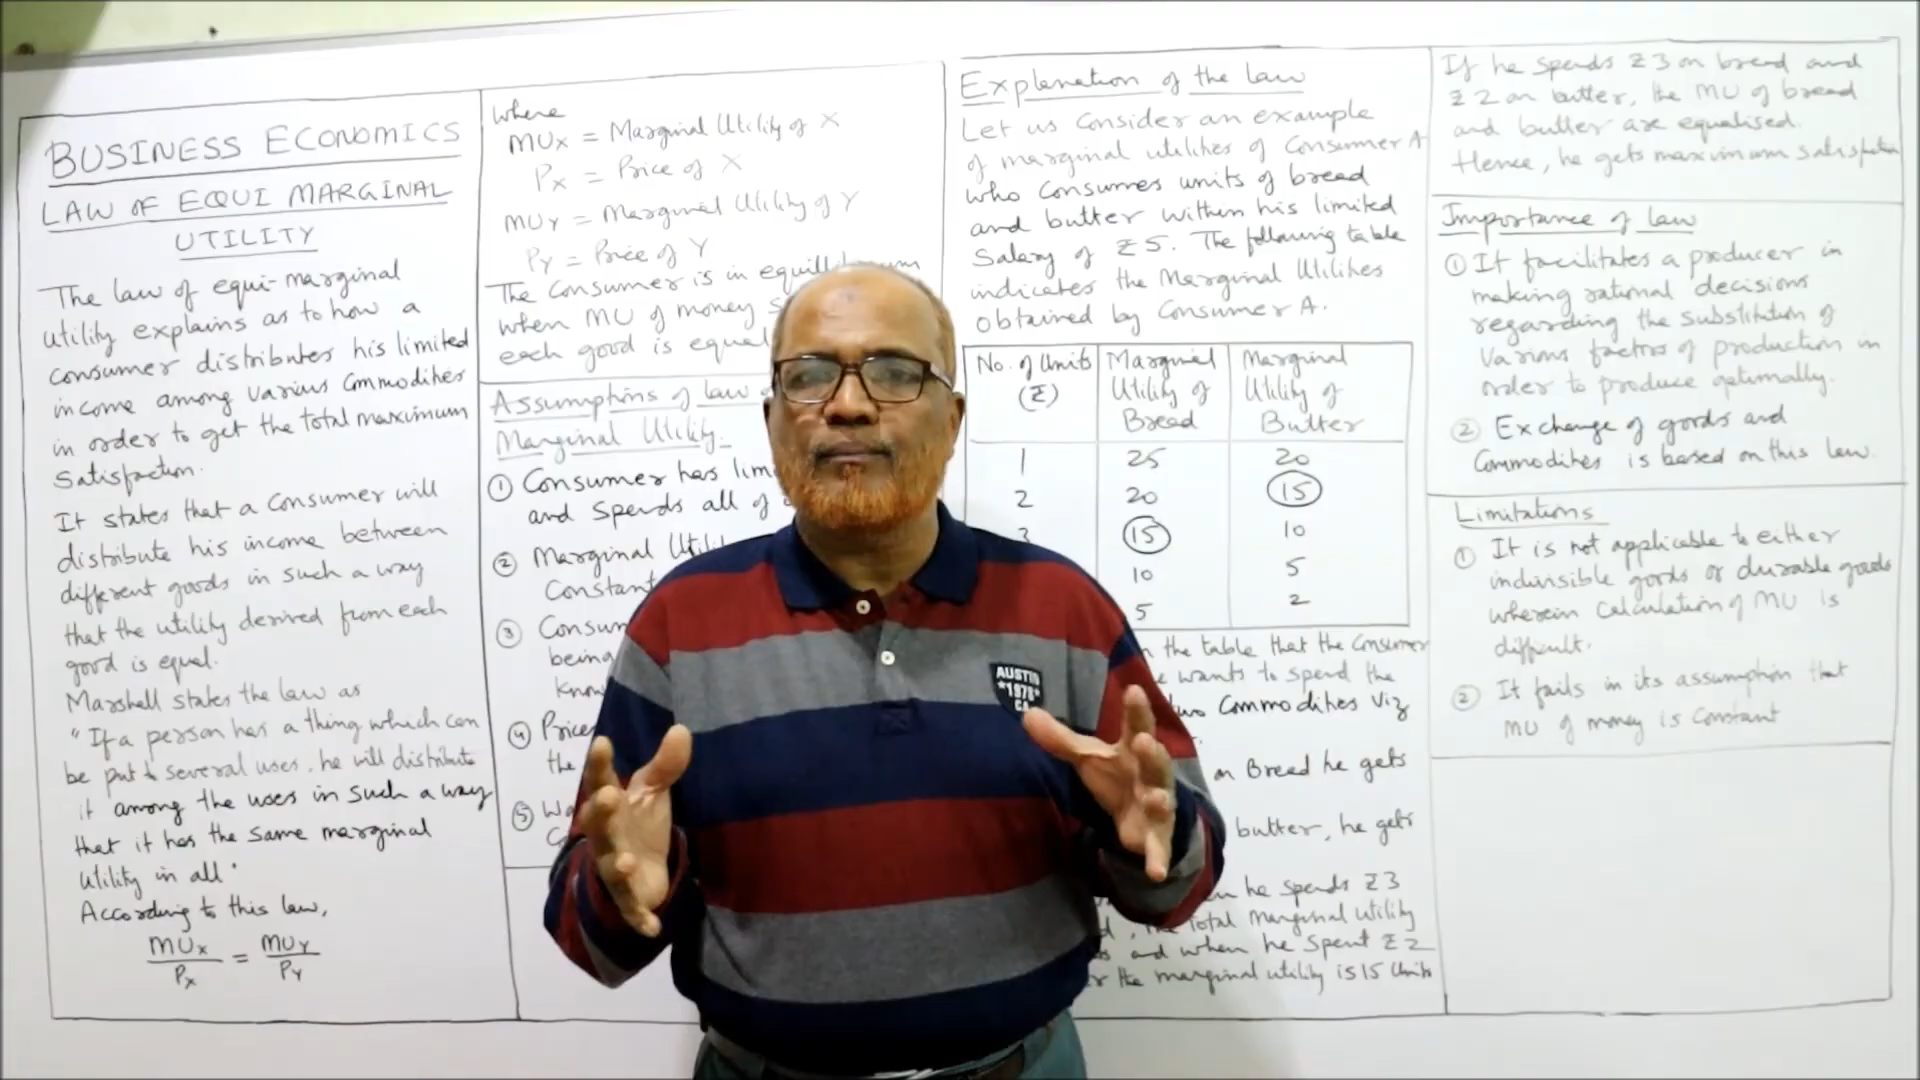 BUSINESS ECONOMICS
LAW OF EQUI MARGINAL
UTILITY
The law of equi-marginal
utility explains as to how a
consumer distributes his limited
income among various commodities
in order to get the total maximum
satisfaction.
It states that a consumer will
distribute his income between
different goods in such a way
that the utility derived from each
good is equal.
Marshell states the law as
"If a person has a thing which can
be put to several uses, he will distribute
it among the uses in such a way
that it has the same marginal
utility in all"
According to this law,
MUx / Px = MUY / PY
where
MUx = Marginal Utility of X
Px = Price of X
MUY = Marginal Utility of Y
PY = Price of Y
The consumer is in
when MU of money
each good is equal
Assumptions of law
Marginal Utility.
① Consumer has
and spends all of
② Marginal
Constant
③
being
④
the
⑤
Explanation of the law
Let us consider an example
of marginal utilities of Consumer A
who consumes units of bread
and butter within his limited
Salary of ₹5. The following table
indicates the Marginal Utilities
obtained by Consumer A.
No. of Units (₹) Marginal Utility of Bread Marginal Utility of Butter
1 25 20
2 20 15
3 15 10
10 5
5 2
the table that the consumer
wants to spend the
two Commodities viz
on Bread he gets
butter, he gets
he spends ₹3
the Total marginal utility
and when he spent ₹2
the marginal utility is 15 units
If he spends ₹3 on bread and
₹2 on butter, the MU of bread
and butter are equalised.
Hence, he gets maximum satisfaction
Importance of law
① It facilitates a producer in
making rational decisions
regarding the substitution of
various factors of production in
order to produce optimally.
② Exchange of goods and
Commodities is based on this law.
Limitations
① It is not applicable to either
indivisible goods or durable goods
wherein calculation of MU is
difficult.
② It fails in its assumption that
MU of money is constant
AUSTIN
*1978*